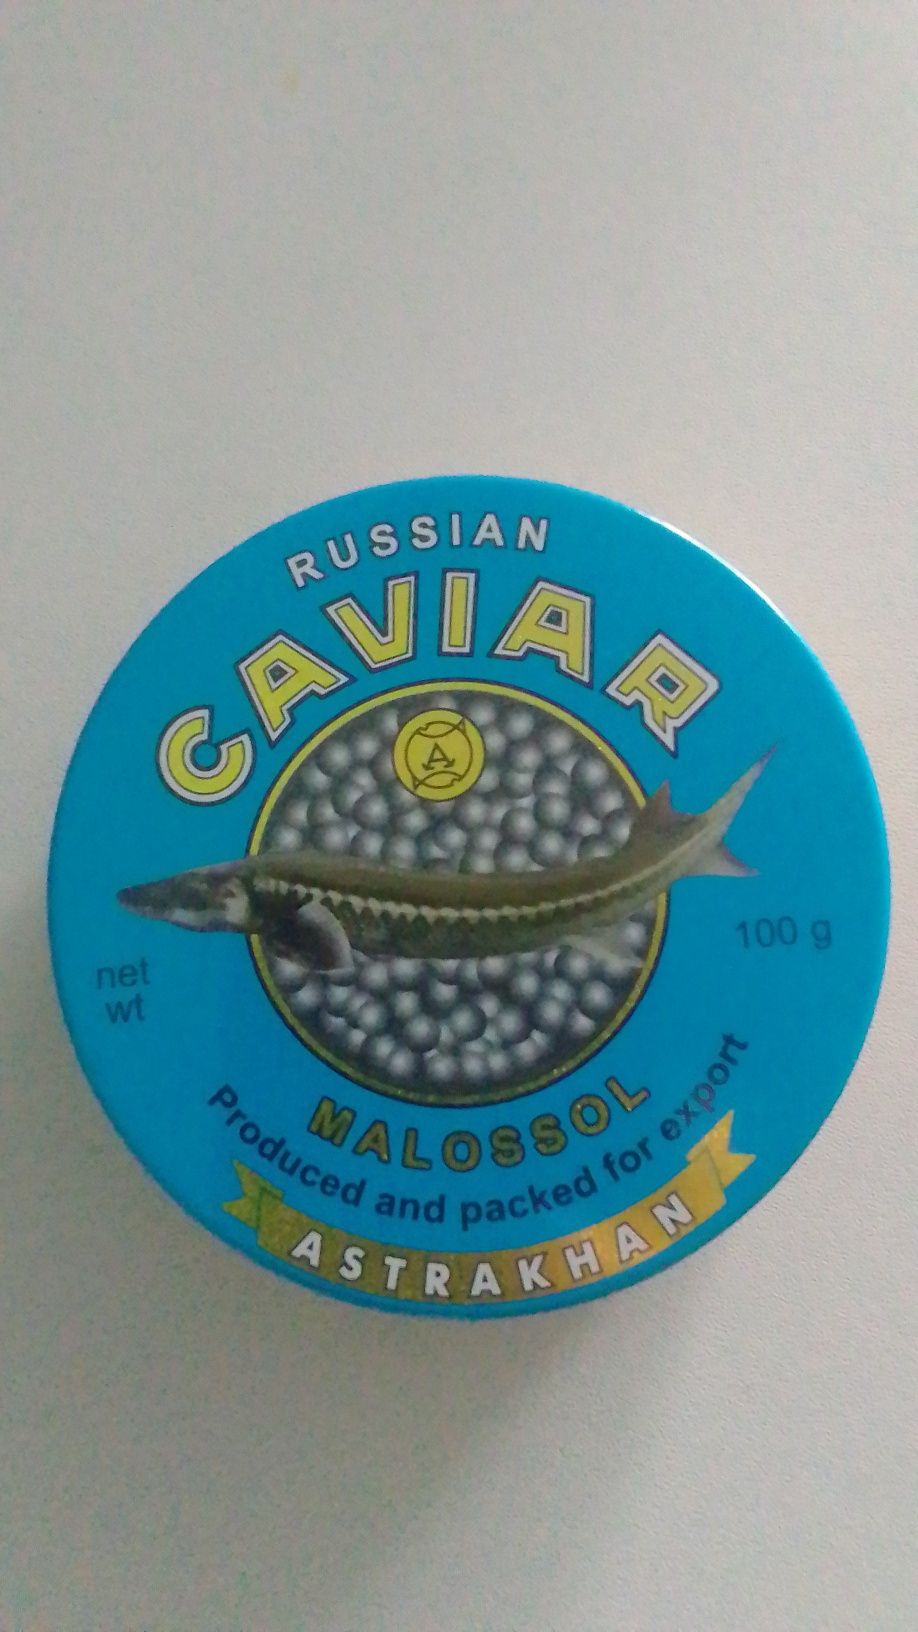 RUSSIAN
CAVIAR
A
100 g
net
wt
MALOSSOL
Produced and packed for export
ASTRAKHAN